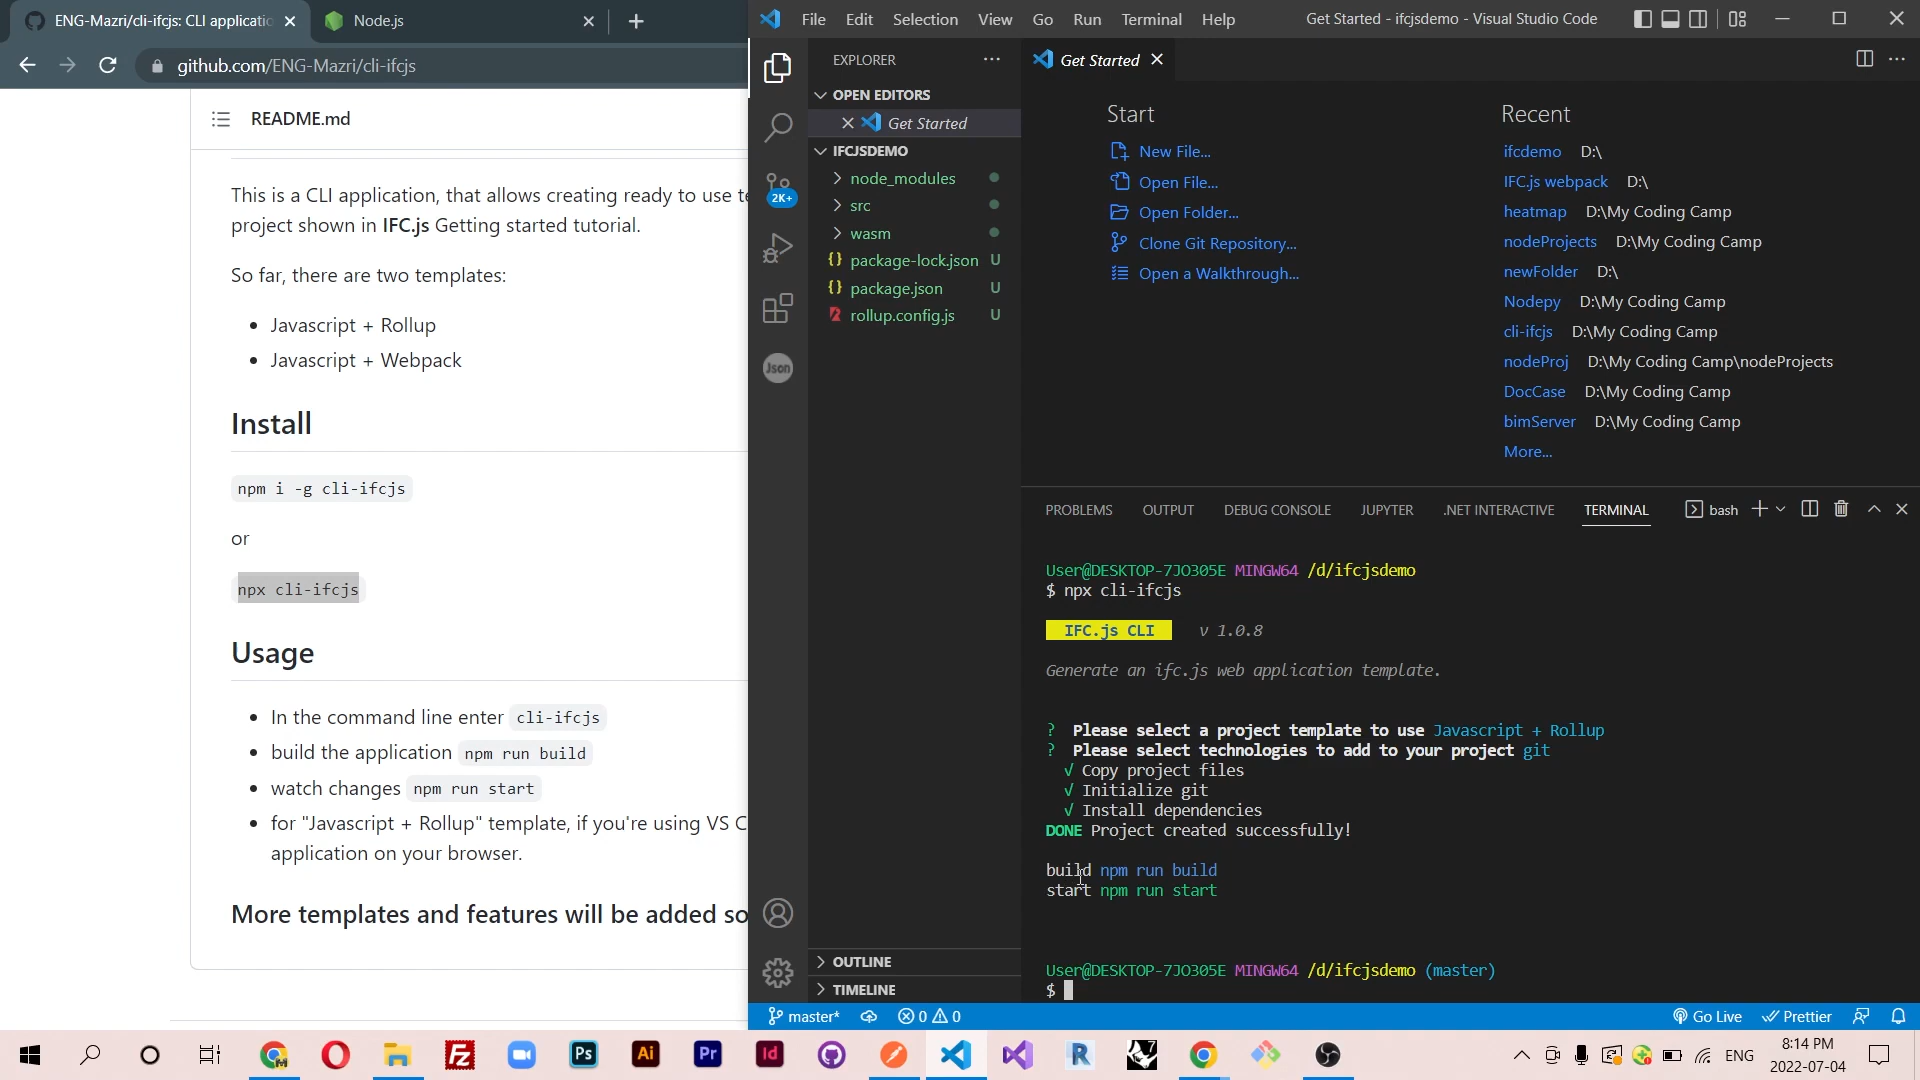 ENG-Mazri/cli-ifcjs: CLI applicatio
Node.js
github.com/ENG-Mazri/cli-ifcjs
README.md
This is a CLI application, that allows creating ready to use te
project shown in IFC.js Getting started tutorial.
So far, there are two templates:
Javascript + Rollup
Javascript + Webpack
Install
npm i -g cli-ifcjs
or
npx cli-ifcjs
Usage
In the command line enter cli-ifcjs
build the application npm run build
watch changes npm run start
for "Javascript + Rollup" template, if you're using VS C
application on your browser.
More templates and features will be added so
File Edit Selection View Go Run Terminal Help
Get Started - ifcjsdemo - Visual Studio Code
EXPLORER
OPEN EDITORS
Get Started
IFCJSDEMO
node_modules
src
wasm
package-lock.json U
package.json U
rollup.config.js U
2K+
Json
OUTLINE
TIMELINE
Get Started
Start
New File...
Open File...
Open Folder...
Clone Git Repository...
Open a Walkthrough...
Recent
ifcdemo D:\
IFC.js webpack D:\
heatmap D:\My Coding Camp
nodeProjects D:\My Coding Camp
newFolder D:\
Nodepy D:\My Coding Camp
cli-ifcjs D:\My Coding Camp
nodeProj D:\My Coding Camp\nodeProjects
DocCase D:\My Coding Camp
bimServer D:\My Coding Camp
More...
PROBLEMS OUTPUT DEBUG CONSOLE JUPYTER .NET INTERACTIVE TERMINAL bash
User@DESKTOP-7JO305E MINGW64 /d/ifcjsdemo
$ npx cli-ifcjs
IFC.js CLI v 1.0.8
Generate an ifc.js web application template.
? Please select a project template to use Javascript + Rollup
? Please select technologies to add to your project git
√ Copy project files
√ Initialize git
√ Install dependencies
DONE Project created successfully!
build npm run build
start npm run start
User@DESKTOP-7JO305E MINGW64 /d/ifcjsdemo (master)
$
master* 0 0 Go Live Prettier
Fz Ps Ai Pr Id R 7
ENG
8:14 PM
2022-07-04